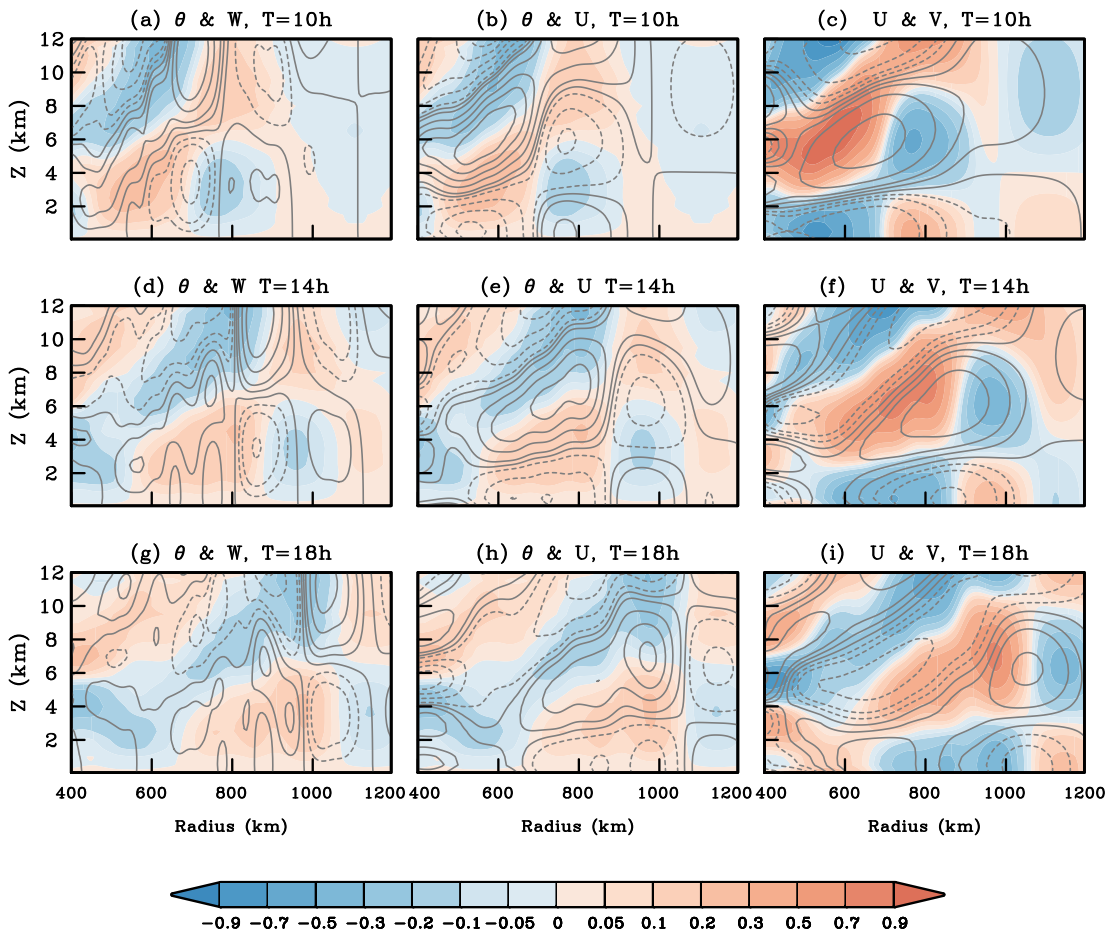 (a) θ & W, T=10h (b) θ & U, T=10h (c) U & V, T=10h
12
10
8
6
4
2
Z (km)
(d) θ & W T=14h (e) θ & U T=14h (f) U & V, T=14h
12
10
8
6
4
2
Z (km)
(g) θ & W, T=18h (h) θ & U, T=18h (i) U & V, T=18h
12
10
8
6
4
2
Z (km)
400 600 800 1000 1200 400 600 800 1000 1200 400 600 800 1000 1200
Radius (km) Radius (km) Radius (km)
-0.9 -0.7 -0.5 -0.3 -0.2 -0.1 -0.05 0 0.05 0.1 0.2 0.3 0.5 0.7 0.9